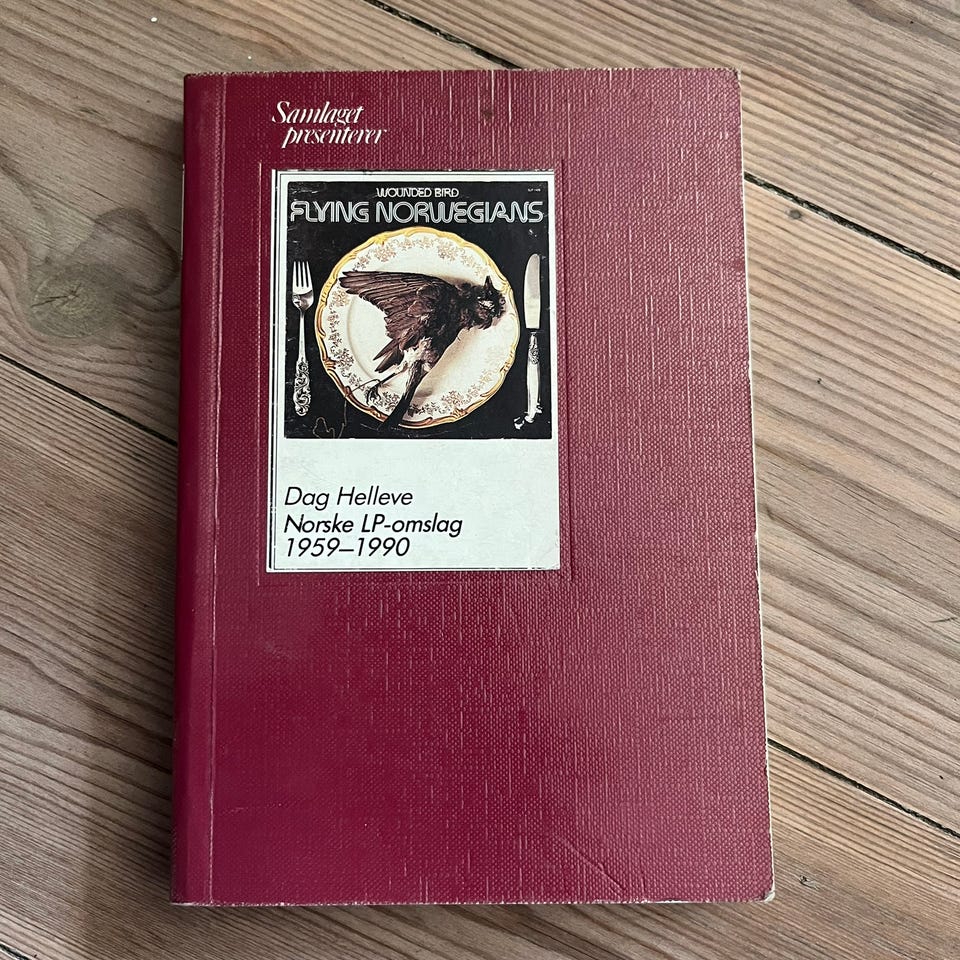 Samlaget
presenterer
WOUNDED BIRD
FLYING NORWEGIANS
Dag Helleve
Norske LP-omslag
1959–1990